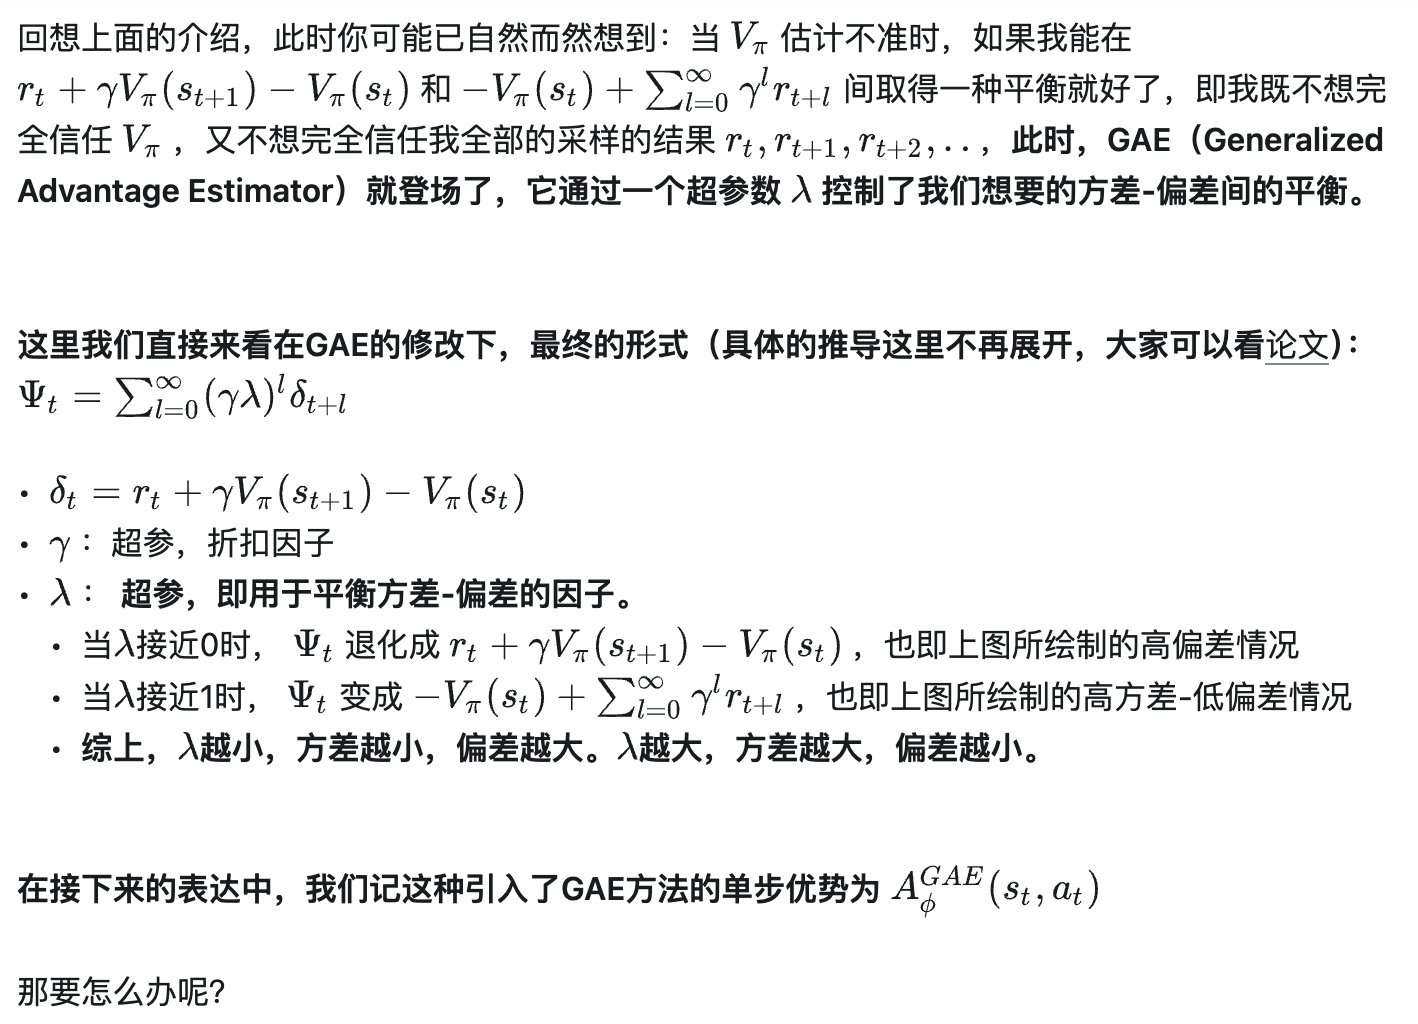 回想上面的介绍，此时你可能已自然而然想到：当 $V_\pi$ 估计不准时，如果我能在
$r_t + \gamma V_\pi(s_{t+1}) - V_\pi(s_t)$ 和 $-V_\pi(s_t) + \sum_{l=0}^{\infty} \gamma^l r_{t+l}$ 间取得一种平衡就好了，即我既不想完
全信任 $V_\pi$ ，又不想完全信任我全部的采样的结果 $r_t, r_{t+1}, r_{t+2}, ..$ ，此时，GAE（Generalized
Advantage Estimator）就登场了，它通过一个超参数 $\lambda$ 控制了我们想要的方差-偏差间的平衡。
这里我们直接来看在GAE的修改下，最终的形式（具体的推导这里不再展开，大家可以看论文）：
$\Psi_t = \sum_{l=0}^{\infty} (\gamma\lambda)^l \delta_{t+l}$
• $\delta_t = r_t + \gamma V_\pi(s_{t+1}) - V_\pi(s_t)$
• $\gamma$ ：超参，折扣因子
• $\lambda$ ： 超参，即用于平衡方差-偏差的因子。
• 当λ接近0时， $\Psi_t$ 退化成 $r_t + \gamma V_\pi(s_{t+1}) - V_\pi(s_t)$ ，也即上图所绘制的高偏差情况
• 当λ接近1时， $\Psi_t$ 变成 $-V_\pi(s_t) + \sum_{l=0}^{\infty} \gamma^l r_{t+l}$ ，也即上图所绘制的高方差-低偏差情况
• 综上，λ越小，方差越小，偏差越大。λ越大，方差越大，偏差越小。
在接下来的表达中，我们记这种引入了GAE方法的单步优势为 $A_\phi^{GAE}(s_t, a_t)$
那要怎么办呢？